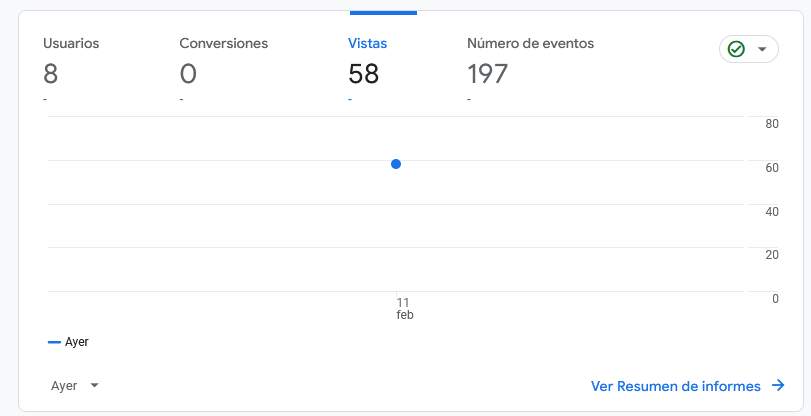 Usuarios Conversiones Vistas Número de eventos
8 0 58 197
- - - -
80
60
40
20
0
11
feb
Ayer
Ayer Ver Resumen de informes